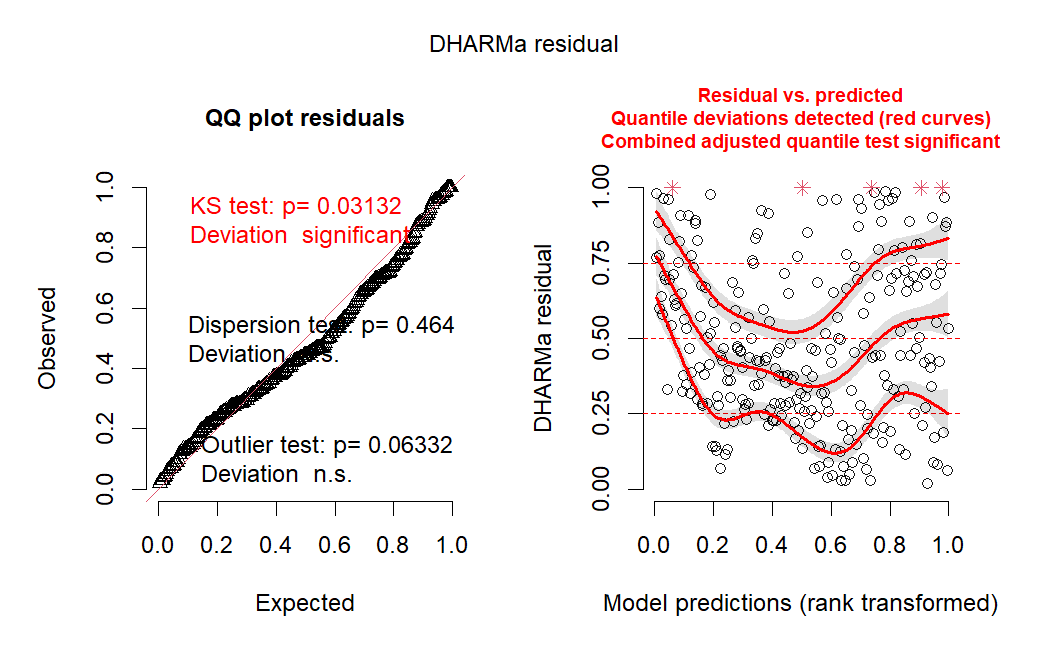 DHARMa residual
QQ plot residuals
KS test: p= 0.03132
Deviation  significant
Dispersion test: p= 0.464
Deviation  n.s.
Outlier test: p= 0.06332
Deviation  n.s.
Observed
0.0 0.2 0.4 0.6 0.8 1.0
0.0 0.2 0.4 0.6 0.8 1.0
Expected
Residual vs. predicted
Quantile deviations detected (red curves)
Combined adjusted quantile test significant
DHARMa residual
0.00 0.25 0.50 0.75 1.00
0.0 0.2 0.4 0.6 0.8 1.0
Model predictions (rank transformed)